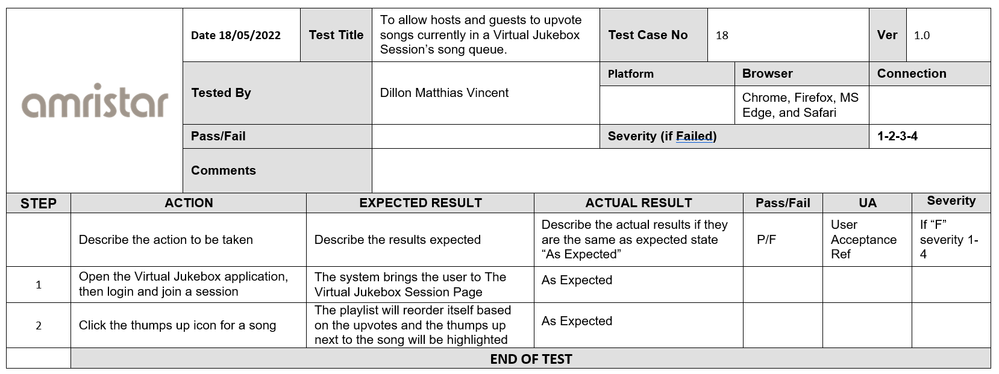 amristar
Date 18/05/2022
Test Title
To allow hosts and guests to upvote
songs currently in a Virtual Jukebox
Session’s song queue.
Test Case No
18
Ver
1.0
Tested By
Dillon Matthias Vincent
Platform
Browser
Connection
Chrome, Firefox, MS
Edge, and Safari
Pass/Fail
Severity (if Failed)
1-2-3-4
Comments
STEP
ACTION
EXPECTED RESULT
ACTUAL RESULT
Pass/Fail
UA
Severity
Describe the action to be taken
Describe the results expected
Describe the actual results if they
are the same as expected state
“As Expected”
P/F
User
Acceptance
Ref
If “F”
severity 1-
4
1
Open the Virtual Jukebox application,
then login and join a session
The system brings the user to The
Virtual Jukebox Session Page
As Expected
2
Click the thumps up icon for a song
The playlist will reorder itself based
on the upvotes and the thumps up
next to the song will be highlighted
As Expected
END OF TEST